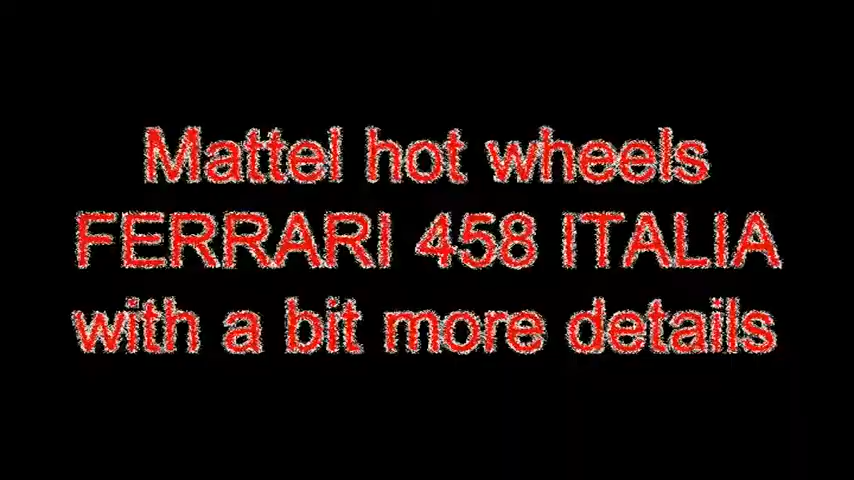 Mattel hot wheels
FERRARI 458 ITALIA
with a bit more details